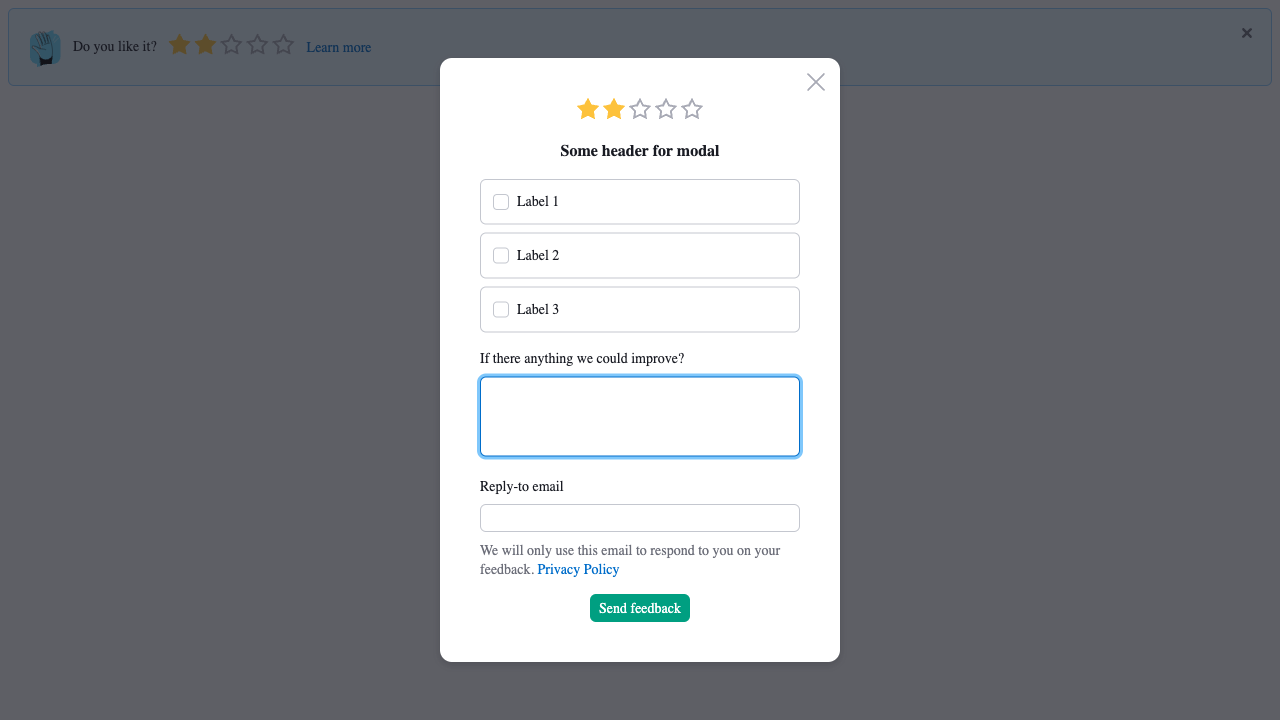 Do you like it? Learn more
Some header for modal
Label 1
Label 2
Label 3
If there anything we could improve?
Reply-to email
We will only use this email to respond to you on your
feedback. Privacy Policy
Send feedback